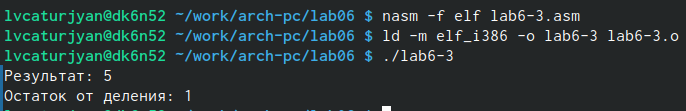 lvcaturjyan@dk6n52 ~/work/arch-pc/lab06 $ nasm -f elf lab6-3.asm
lvcaturjyan@dk6n52 ~/work/arch-pc/lab06 $ ld -m elf_i386 -o lab6-3 lab6-3.o
lvcaturjyan@dk6n52 ~/work/arch-pc/lab06 $ ./lab6-3
Результат: 5
Остаток от деления: 1